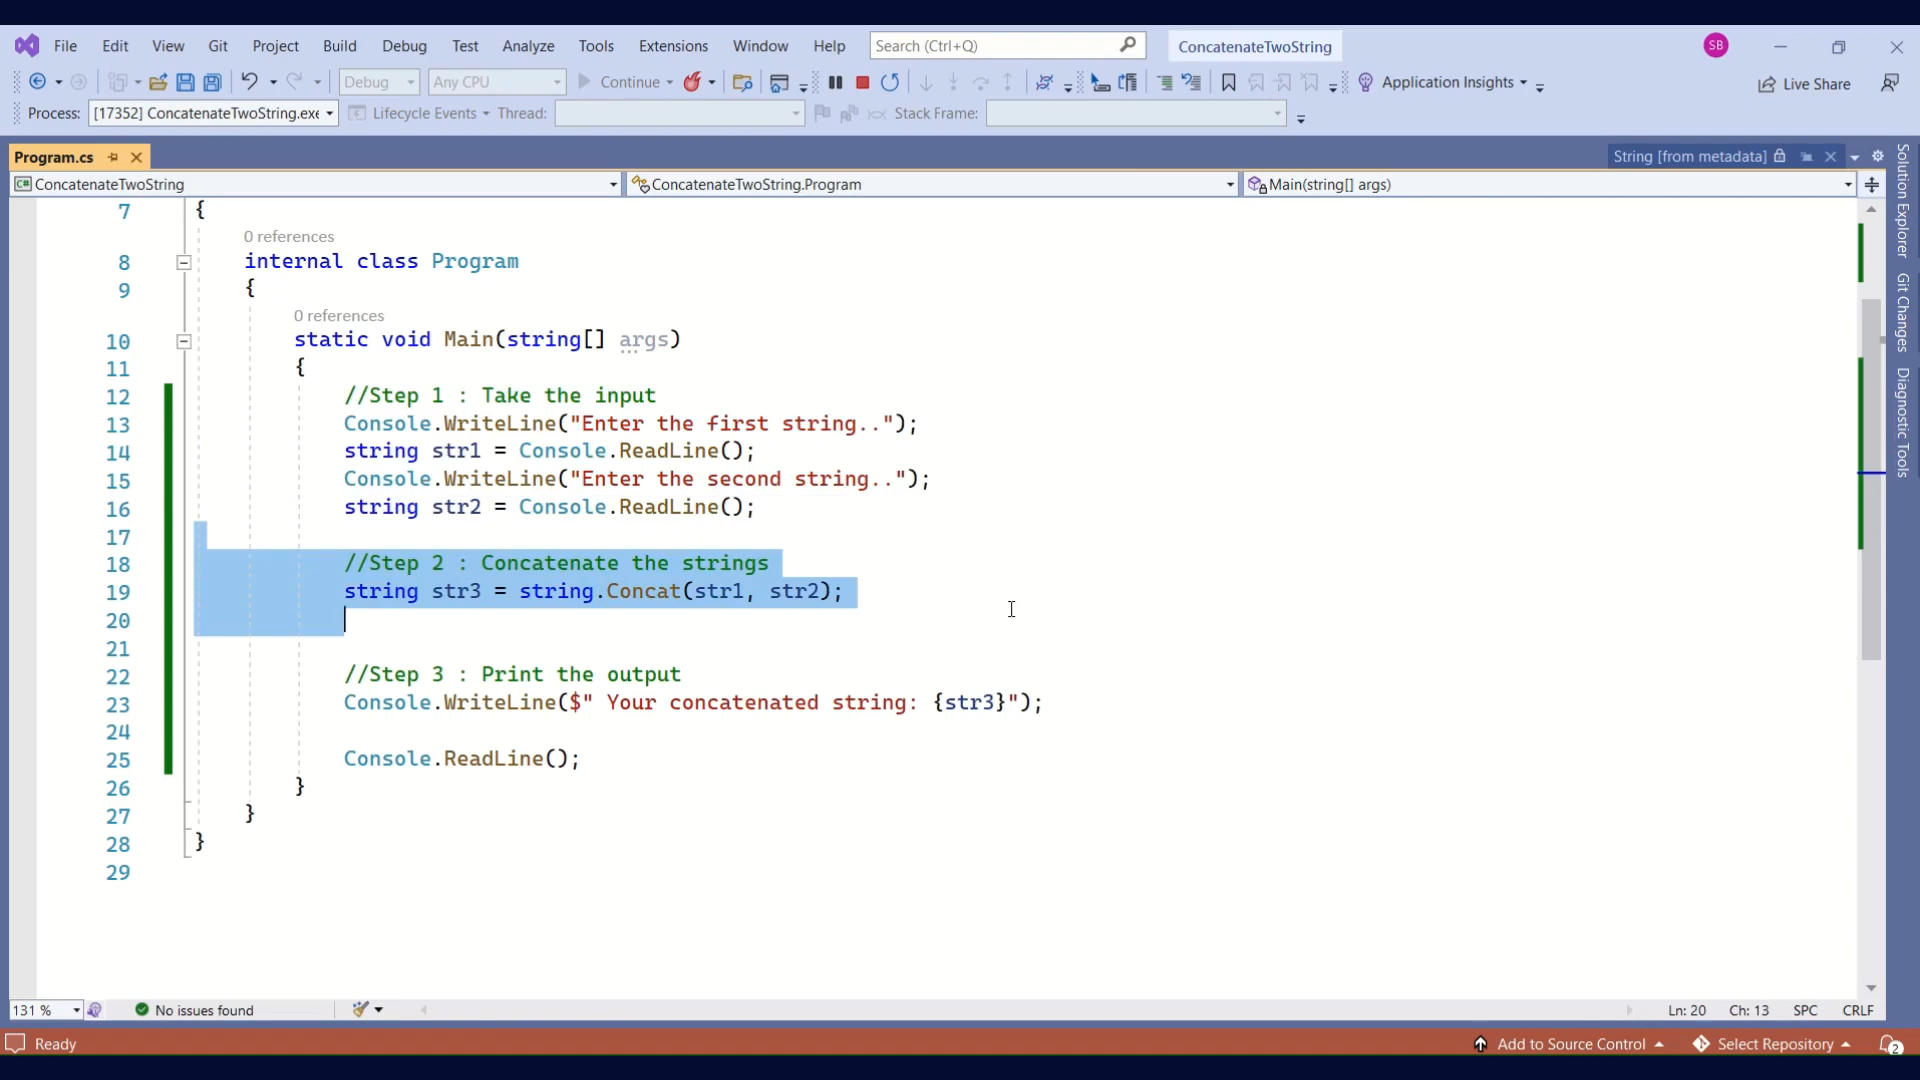 File Edit View Git Project Build Debug Test Analyze Tools Extensions Window Help Search (Ctrl+Q) ConcatenateTwoString SB
Debug Any CPU Continue Application Insights Live Share
Process: [17352] ConcatenateTwoString.exe Lifecycle Events Thread: Stack Frame:
Program.cs String [from metadata]
C# ConcatenateTwoString ConcatenateTwoString.Program Main(string[] args)
7 {
0 references
8 internal class Program
9 {
0 references
10 static void Main(string[] args)
11 {
12 //Step 1 : Take the input
13 Console.WriteLine("Enter the first string..");
14 string str1 = Console.ReadLine();
15 Console.WriteLine("Enter the second string..");
16 string str2 = Console.ReadLine();
17
18 //Step 2 : Concatenate the strings
19 string str3 = string.Concat(str1, str2);
20
21
22 //Step 3 : Print the output
23 Console.WriteLine($" Your concatenated string: {str3}");
24
25 Console.ReadLine();
26 }
27 }
28 }
29
Solution Explorer
Git Changes
Diagnostic Tools
131 % No issues found Ln: 20 Ch: 13 SPC CRLF
Ready Add to Source Control Select Repository 2